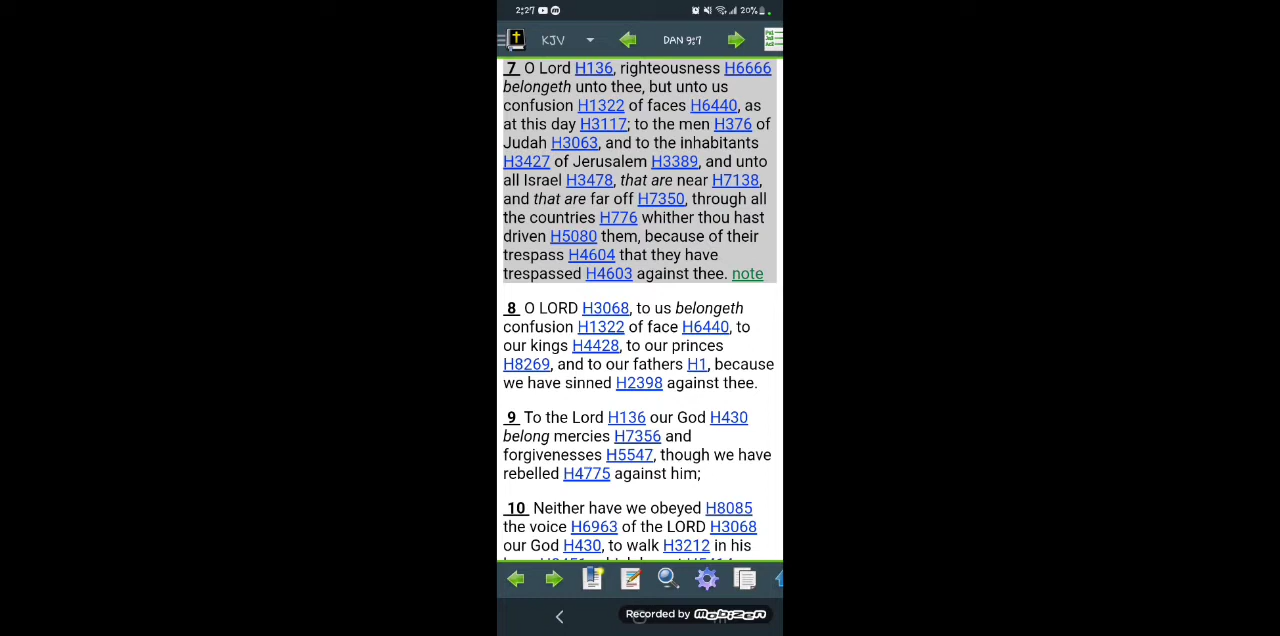 2:27 20%
KJV DAN 9:7
7 O Lord H136, righteousness H6666
belongeth unto thee, but unto us
confusion H1322 of faces H6440, as
at this day H3117; to the men H376 of
Judah H3063, and to the inhabitants
H3427 of Jerusalem H3389, and unto
all Israel H3478, that are near H7138,
and that are far off H7350, through all
the countries H776 whither thou hast
driven H5080 them, because of their
trespass H4604 that they have
trespassed H4603 against thee. note
8 O LORD H3068, to us belongeth
confusion H1322 of face H6440, to
our kings H4428, to our princes
H8269, and to our fathers H1, because
we have sinned H2398 against thee.
9 To the Lord H136 our God H430
belong mercies H7356 and
forgivenesses H5547, though we have
rebelled H4775 against him;
10 Neither have we obeyed H8085
the voice H6963 of the LORD H3068
our God H430, to walk H3212 in his
Recorded by mobizen